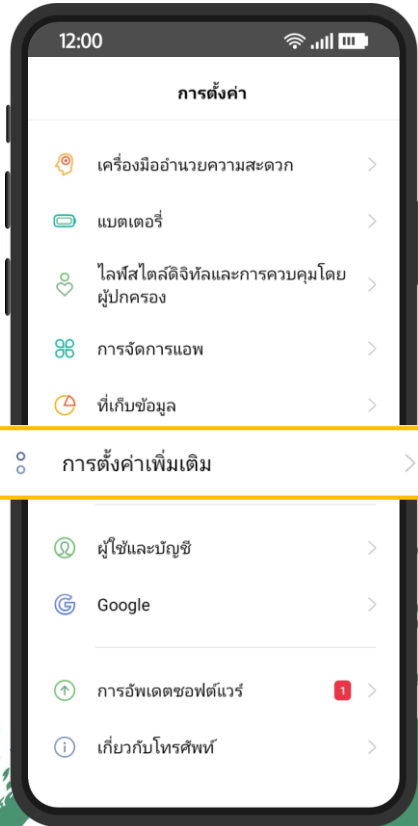 12:00
การตั้งค่า
เครื่องมืออำนวยความสะดวก
แบตเตอรี่
ไลฟ์สไตล์ดิจิทัลและการควบคุมโดย
ผู้ปกครอง
การจัดการแอพ
ที่เก็บข้อมูล
การตั้งค่าเพิ่มเติม
ผู้ใช้และบัญชี
Google
การอัพเดตซอฟต์แวร์ 1
เกี่ยวกับโทรศัพท์